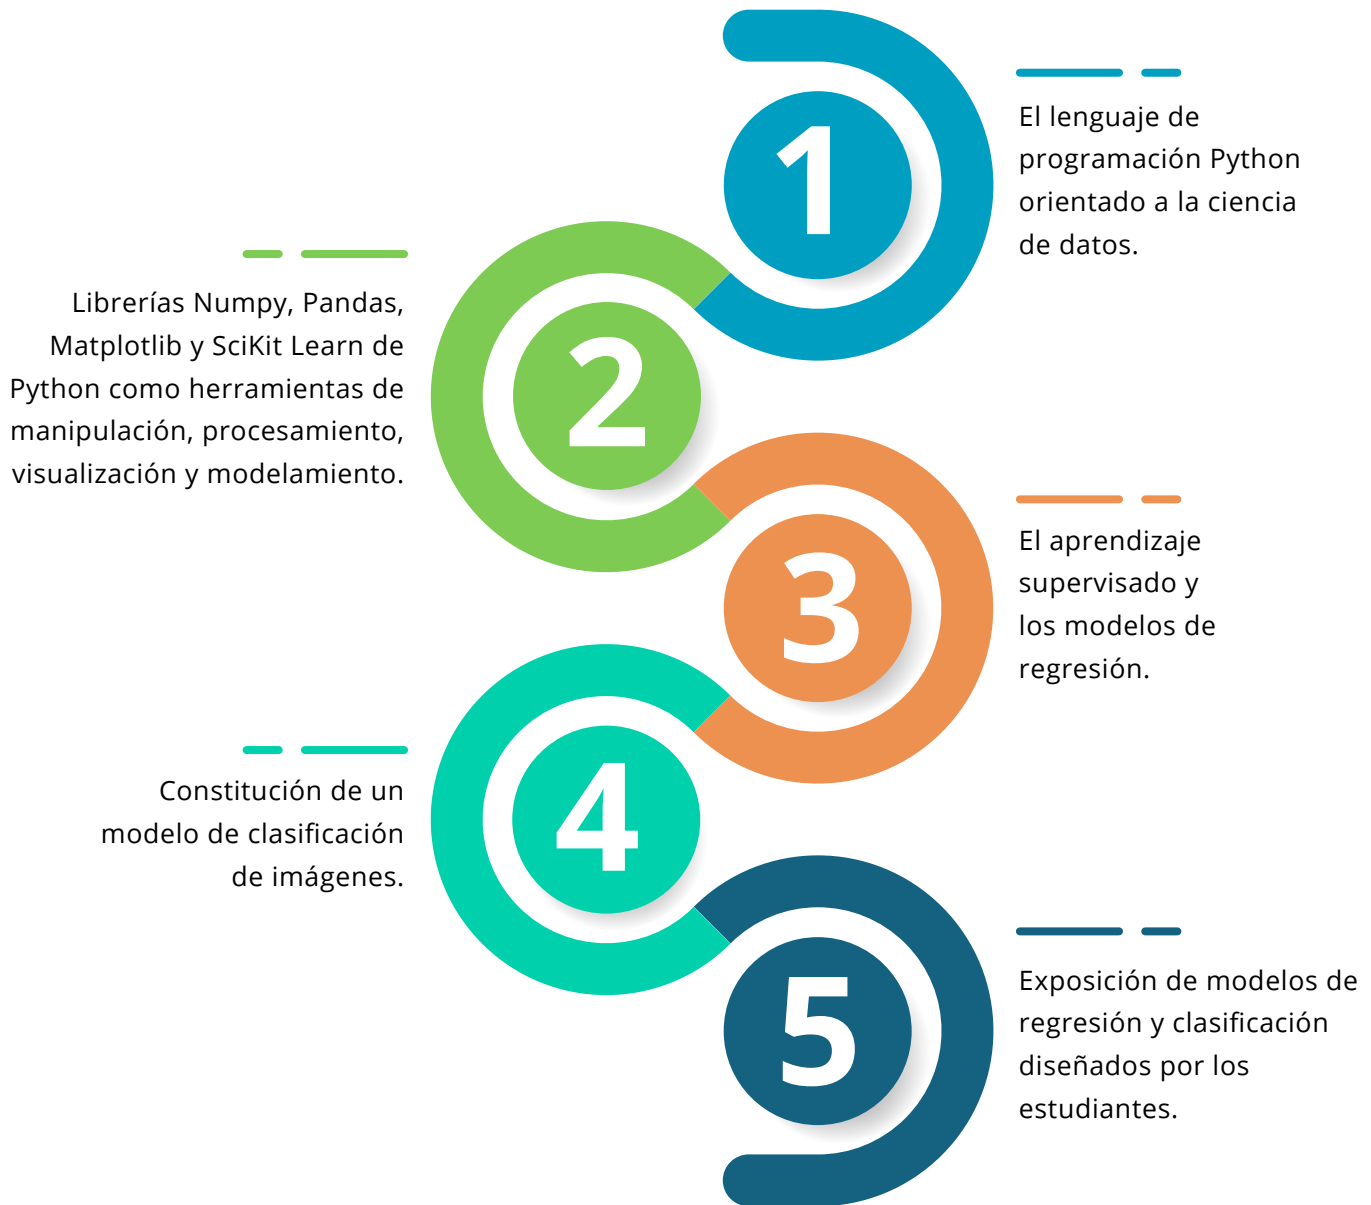 1
El lenguaje de
programación Python
orientado a la ciencia
de datos.
2
Librerías Numpy, Pandas,
Matplotlib y SciKit Learn de
Python como herramientas de
manipulación, procesamiento,
visualización y modelamiento.
3
El aprendizaje
supervisado y
los modelos de
regresión.
4
Constitución de un
modelo de clasificación
de imágenes.
5
Exposición de modelos de
regresión y clasificación
diseñados por los
estudiantes.